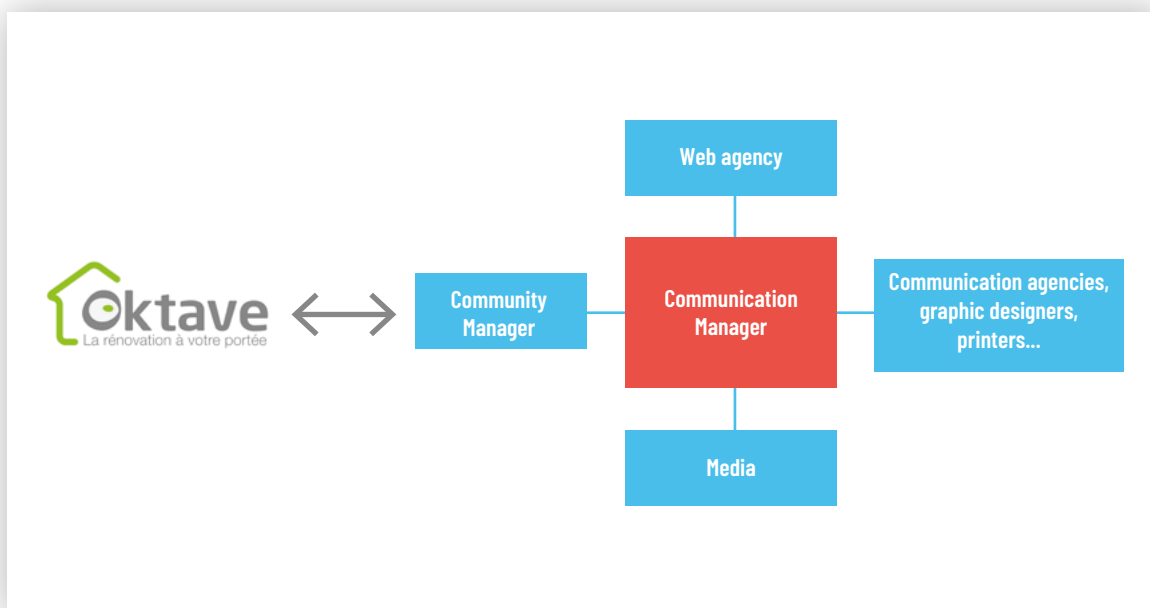 Web agency
Oktave
La rénovation à votre portée
Community
Manager
Communication
Manager
Communication agencies,
graphic designers,
printers...
Media